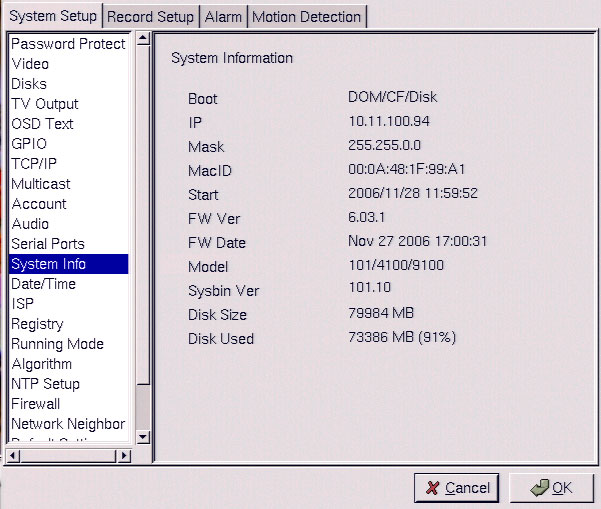 System Setup Record Setup Alarm Motion Detection
Password Protect
Video
Disks
TV Output
OSD Text
GPIO
TCP/IP
Multicast
Account
Audio
Serial Ports
System Info
Date/Time
ISP
Registry
Running Mode
Algorithm
NTP Setup
Firewall
Network Neighbor
System Information
Boot DOM/CF/Disk
IP 10.11.100.94
Mask 255.255.0.0
MacID 00:0A:48:1F:99:A1
Start 2006/11/28 11:59:52
FW Ver 6.03.1
FW Date Nov 27 2006 17:00:31
Model 101/4100/9100
Sysbin Ver 101.10
Disk Size 79984 MB
Disk Used 73386 MB (91%)
Cancel OK